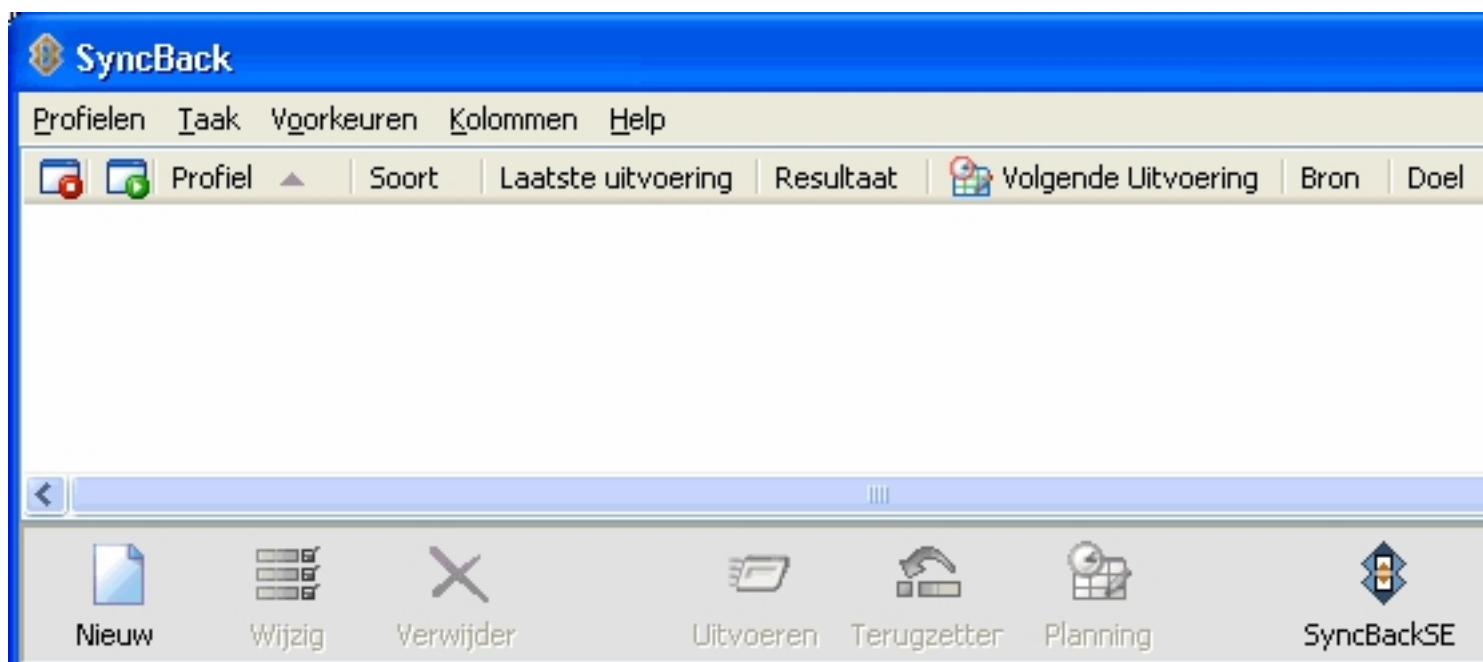 SyncBack
Profielen Taak Voorkeuren Kolommen Help
Profiel Soort Laatste uitvoering Resultaat Volgende Uitvoering Bron Doel
Nieuw Wijzig Verwijder Uitvoeren Terugzetter Planning SyncBackSE